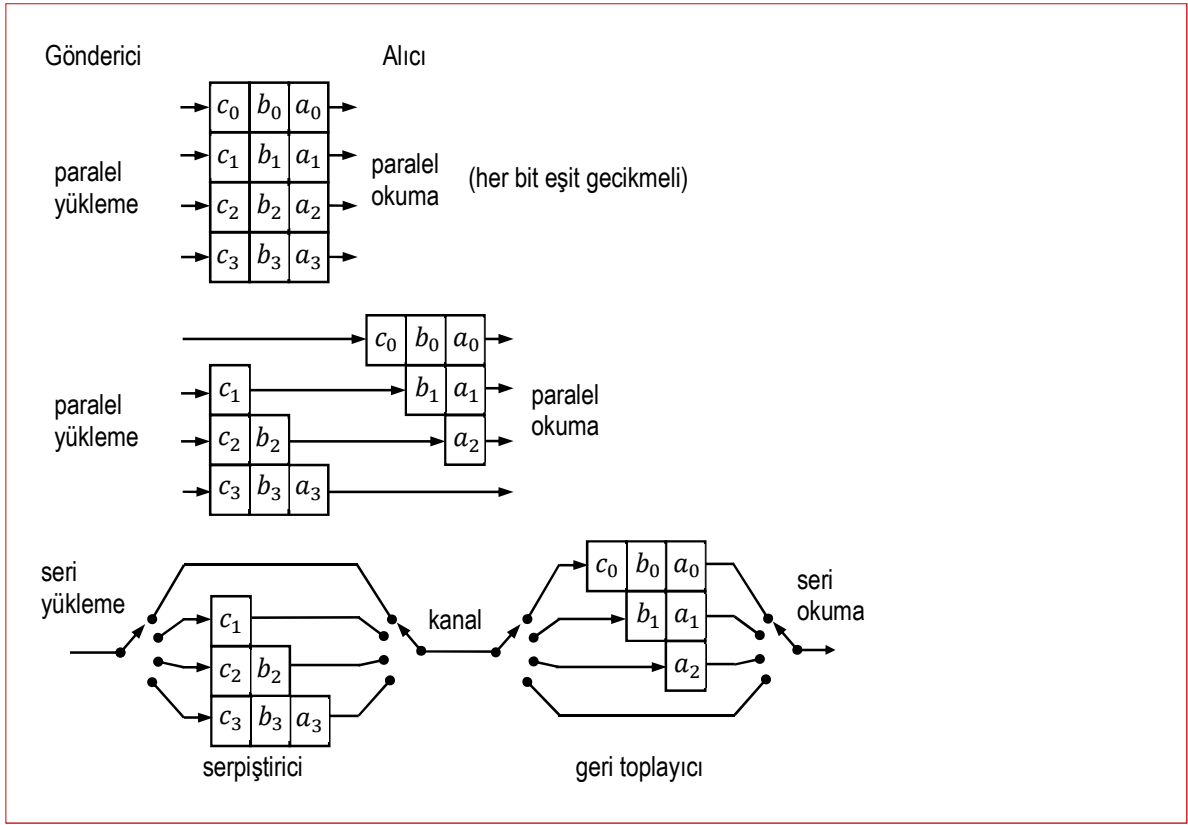 Gönderici Alıcı
c₀ b₀ a₀
c₁ b₁ a₁
paralel
yükleme
paralel
okuma
(her bit eşit gecikmeli)
c₂ b₂ a₂
c₃ b₃ a₃
c₀ b₀ a₀
c₁ b₁ a₁
paralel
yükleme
paralel
okuma
c₂ b₂ a₂
c₃ b₃ a₃
seri
yükleme
c₁
c₂ b₂
c₃ b₃ a₃
serpiştirici
kanal
c₀ b₀ a₀
b₁ a₁
a₂
geri toplayıcı
seri
okuma